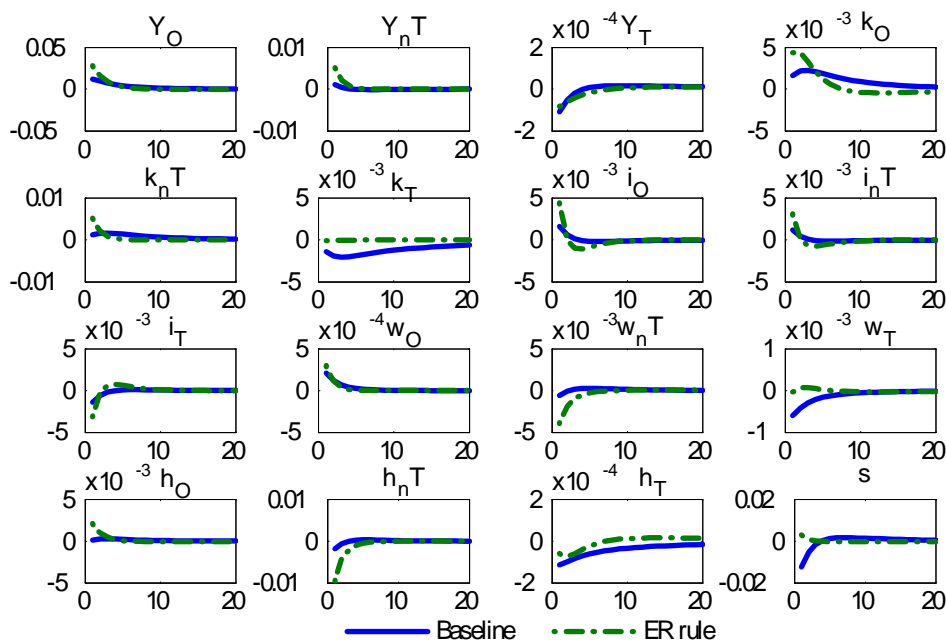 Y_O Y_nT x10^-4 Y_T x10^-3 k_O
0.05 0.01 2 5
0 0 0 0
-0.05 -0.01 -2 -5
0 10 20 0 10 20 0 10 20 0 10 20
k_nT x10^-3 k_T x10^-3 i_O x10^-3 i_nT
0.01 5 5 5
0 0 0 0
-0.01 -5 -5 -5
0 10 20 0 10 20 0 10 20 0 10 20
x10^-3 i_T x10^-4 w_O x10^-3 w_nT x10^-3 w_T
5 5 5 1
0 0 0 0
-5 -5 -5 -1
0 10 20 0 10 20 0 10 20 0 10 20
x10^-3 h_O h_nT x10^-4 h_T s
5 0.01 2 0.02
0 0 0 0
-5 -0.01 -2 -0.02
0 10 20 0 10 20 0 10 20 0 10 20
Baseline ER rule